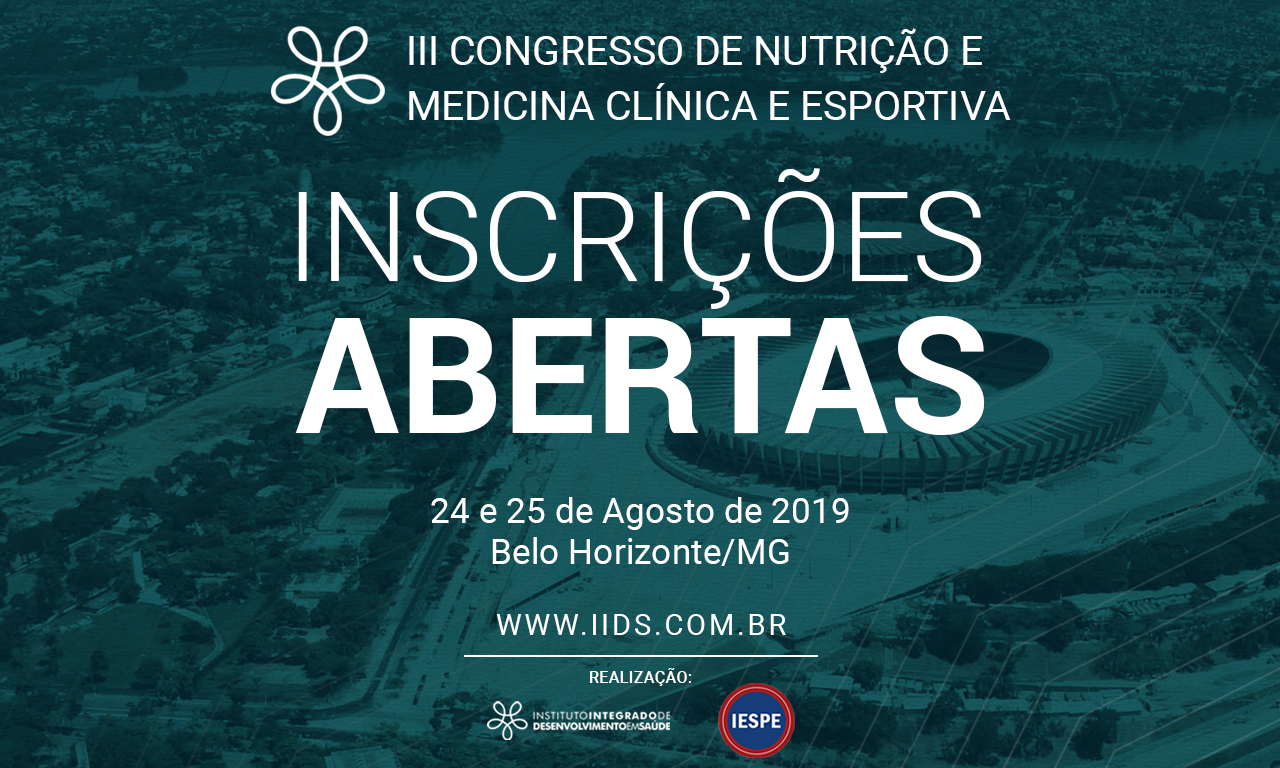 III CONGRESSO DE NUTRIÇÃO E
MEDICINA CLÍNICA E ESPORTIVA
INSCRIÇÕES
ABERTAS
24 e 25 de Agosto de 2019
Belo Horizonte/MG
WWW.IIDS.COM.BR
REALIZAÇÃO:
INSTITUTO INTEGRADO DE
DESENVOLVIMENTO EM SAÚDE
IESPE